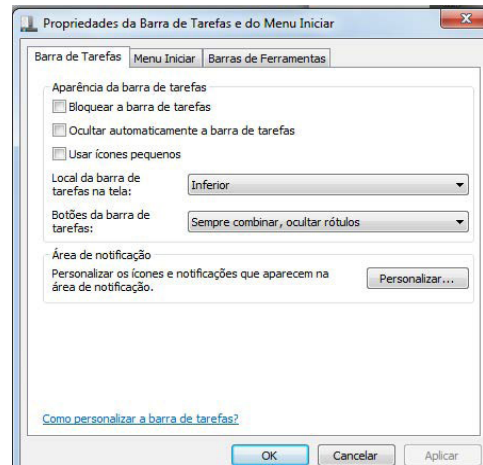 Propriedades da Barra de Tarefas e do Menu Iniciar
Barra de Tarefas Menu Iniciar Barras de Ferramentas
Aparência da barra de tarefas
Bloquear a barra de tarefas
Ocultar automaticamente a barra de tarefas
Usar ícones pequenos
Local da barra de
tarefas na tela:
Inferior
Botões da barra de
tarefas:
Sempre combinar, ocultar rótulos
Área de notificação
Personalizar os ícones e notificações que aparecem na
área de notificação.
Personalizar...
Como personalizar a barra de tarefas?
OK Cancelar Aplicar